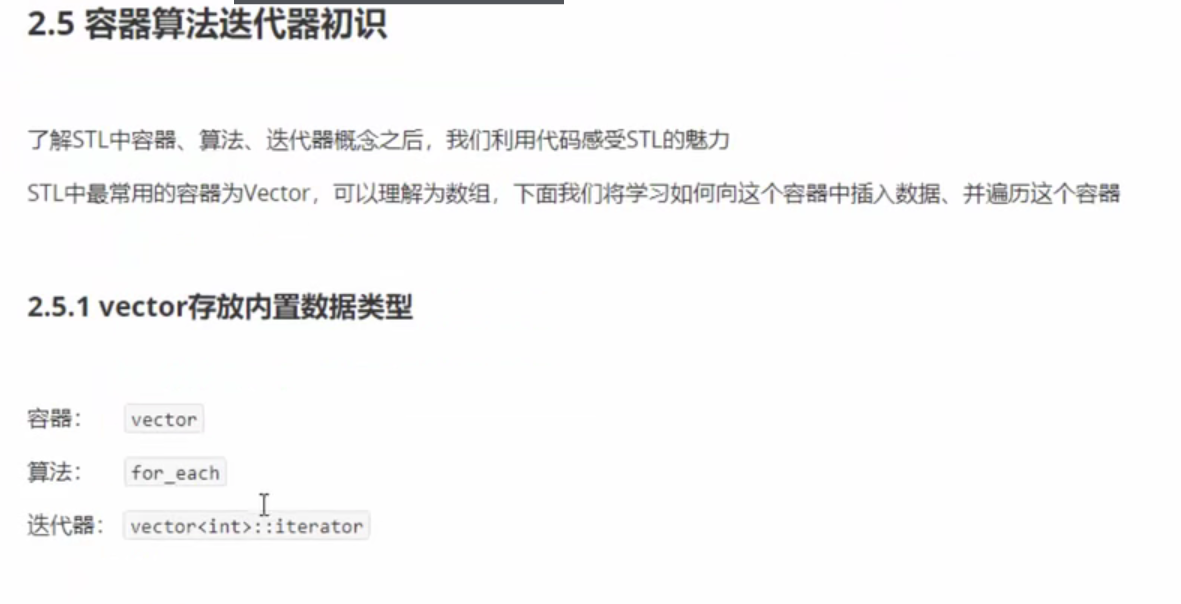 2.5 容器算法迭代器初识
了解STL中容器、算法、迭代器概念之后，我们利用代码感受STL的魅力
STL中最常用的容器为Vector，可以理解为数组，下面我们将学习如何向这个容器中插入数据、并遍历这个容器
2.5.1 vector存放内置数据类型
容器： vector
算法： for_each
迭代器： vector<int>::iterator